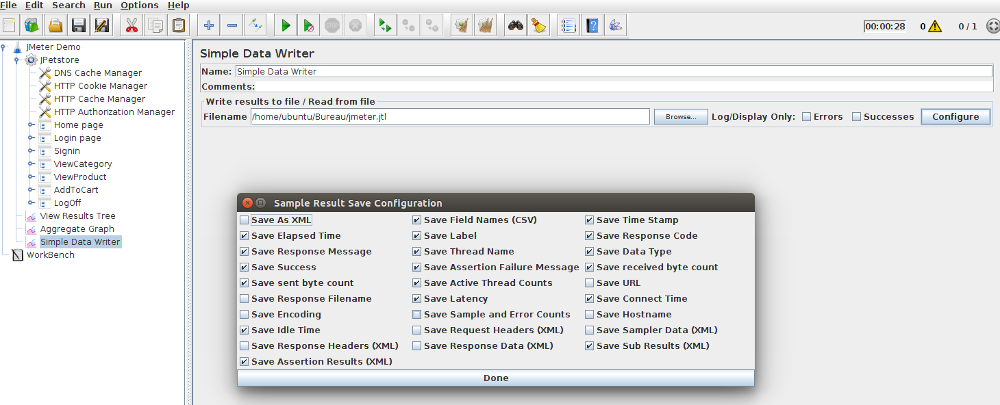 File Edit Search Run Options Help
STOP
00:00:28 0 0 / 1
JMeter Demo
JPetstore
DNS Cache Manager
HTTP Cookie Manager
HTTP Cache Manager
HTTP Authorization Manager
Home page
Login page
Signin
ViewCategory
ViewProduct
AddToCart
LogOff
View Results Tree
Aggregate Graph
Simple Data Writer
WorkBench
Simple Data Writer
Name: Simple Data Writer
Comments:
Write results to file / Read from file
Filename /home/ubuntu/Bureau/jmeter.jtl Browse... Log/Display Only: Errors Successes Configure
Sample Result Save Configuration
Save As XML Save Field Names (CSV) Save Time Stamp
Save Elapsed Time Save Label Save Response Code
Save Response Message Save Thread Name Save Data Type
Save Success Save Assertion Failure Message Save received byte count
Save sent byte count Save Active Thread Counts Save URL
Save Response Filename Save Latency Save Connect Time
Save Encoding Save Sample and Error Counts Save Hostname
Save Idle Time Save Request Headers (XML) Save Sampler Data (XML)
Save Response Headers (XML) Save Response Data (XML) Save Sub Results (XML)
Save Assertion Results (XML)
Done